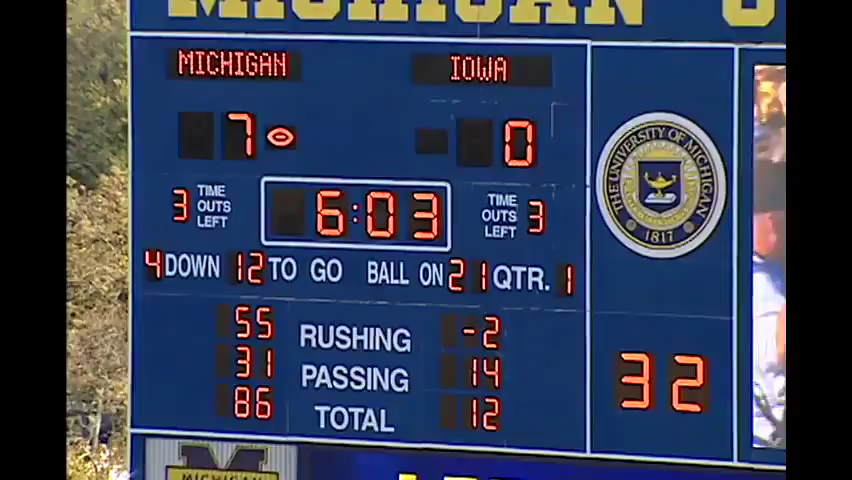 MICHIGAN
MICHIGAN IOWA
7 0
3 TIME OUTS LEFT 6:03 TIME OUTS LEFT 3
4 DOWN 12 TO GO BALL ON 21 QTR. 1
55 RUSHING -2
31 PASSING 14
86 TOTAL 12
THE UNIVERSITY OF MICHIGAN
1817
32
MICHIGAN